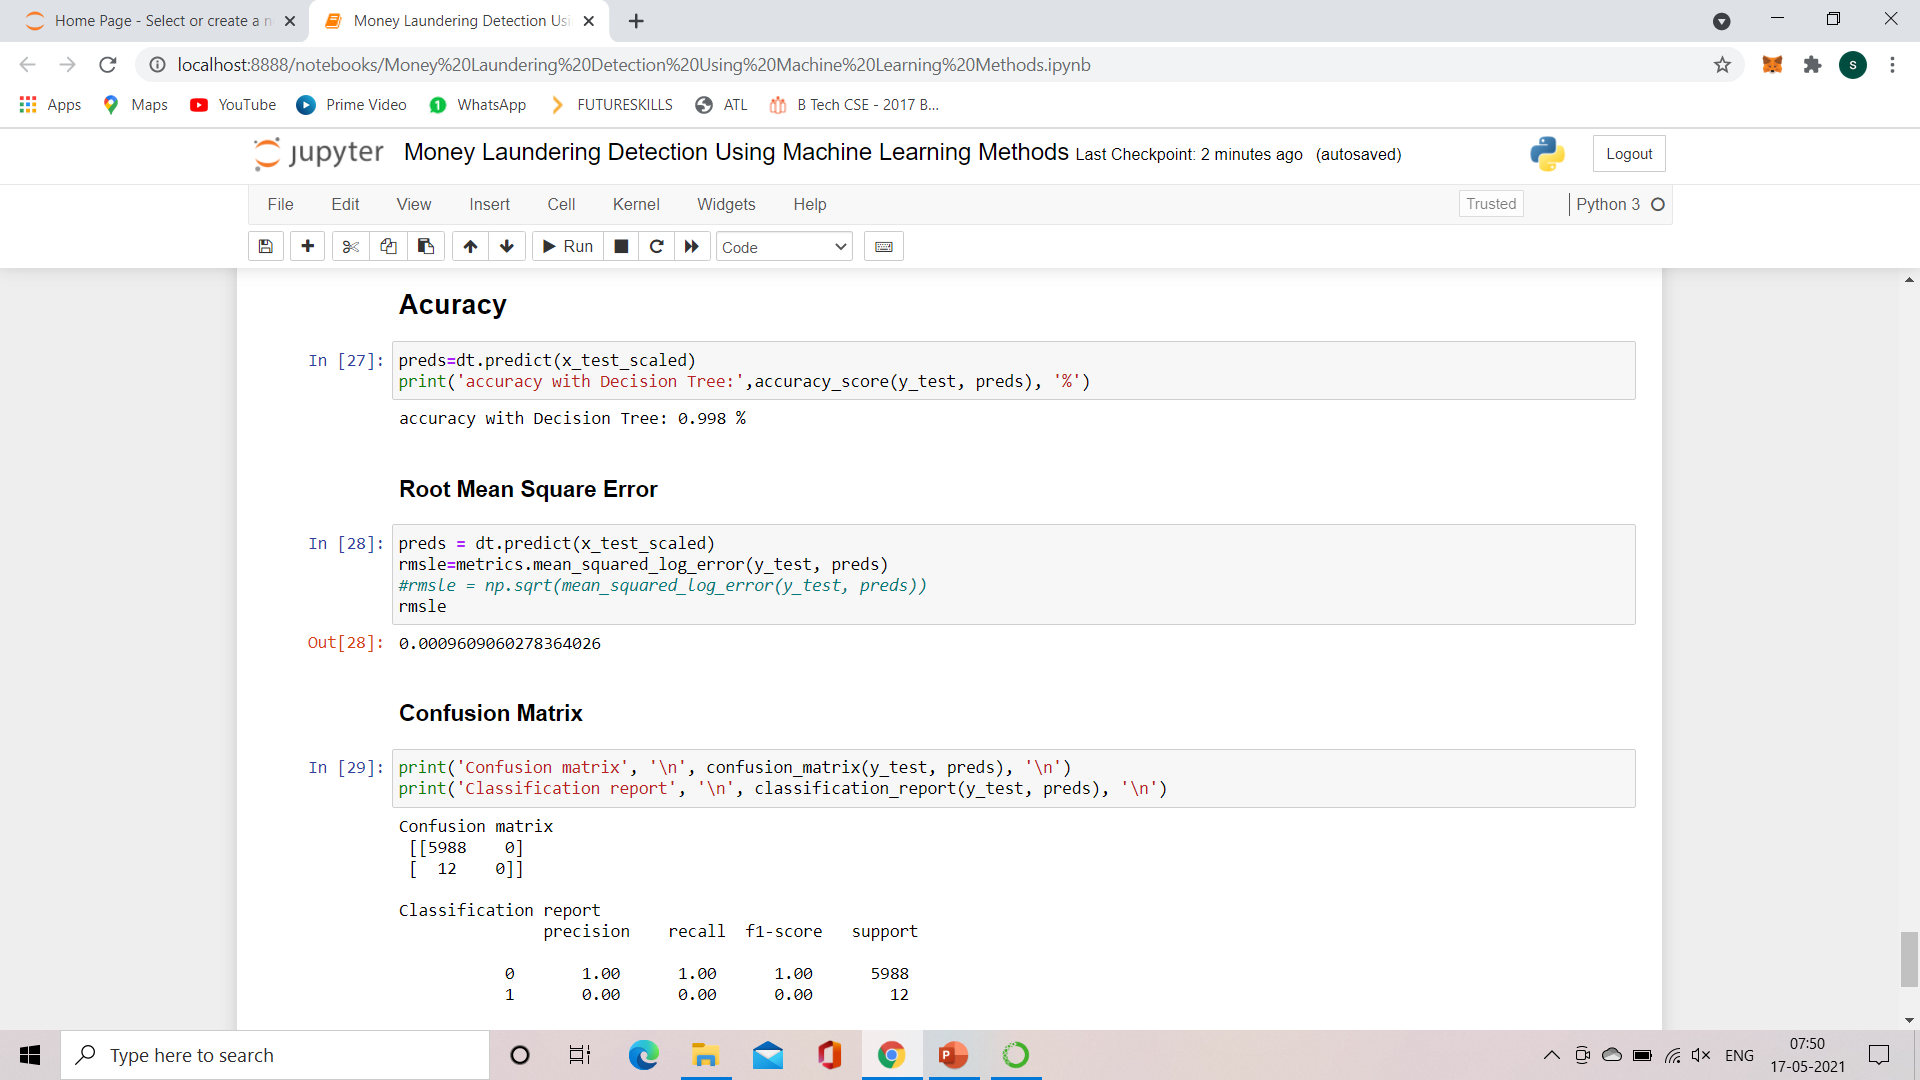 Home Page - Select or create a n
Money Laundering Detection Usi
localhost:8888/notebooks/Money%20Laundering%20Detection%20Using%20Machine%20Learning%20Methods.ipynb
S
Apps Maps YouTube Prime Video 1 WhatsApp FUTURESKILLS ATL B Tech CSE - 2017 B...
jupyter Money Laundering Detection Using Machine Learning Methods Last Checkpoint: 2 minutes ago (autosaved) Logout
File Edit View Insert Cell Kernel Widgets Help Trusted Python 3
Run Code
Acuracy
In [27]: preds=dt.predict(x_test_scaled)
print('accuracy with Decision Tree:',accuracy_score(y_test, preds), '%')
accuracy with Decision Tree: 0.998 %
Root Mean Square Error
In [28]: preds = dt.predict(x_test_scaled)
rmsle=metrics.mean_squared_log_error(y_test, preds)
#rmsle = np.sqrt(mean_squared_log_error(y_test, preds))
rmsle
Out[28]: 0.0009609060278364026
Confusion Matrix
In [29]: print('Confusion matrix', '\n', confusion_matrix(y_test, preds), '\n')
print('Classification report', '\n', classification_report(y_test, preds), '\n')
Confusion matrix
[[5988 0]
[ 12 0]]
Classification report
precision recall f1-score support
0 1.00 1.00 1.00 5988
1 0.00 0.00 0.00 12
Type here to search
P
ENG
07:50
17-05-2021